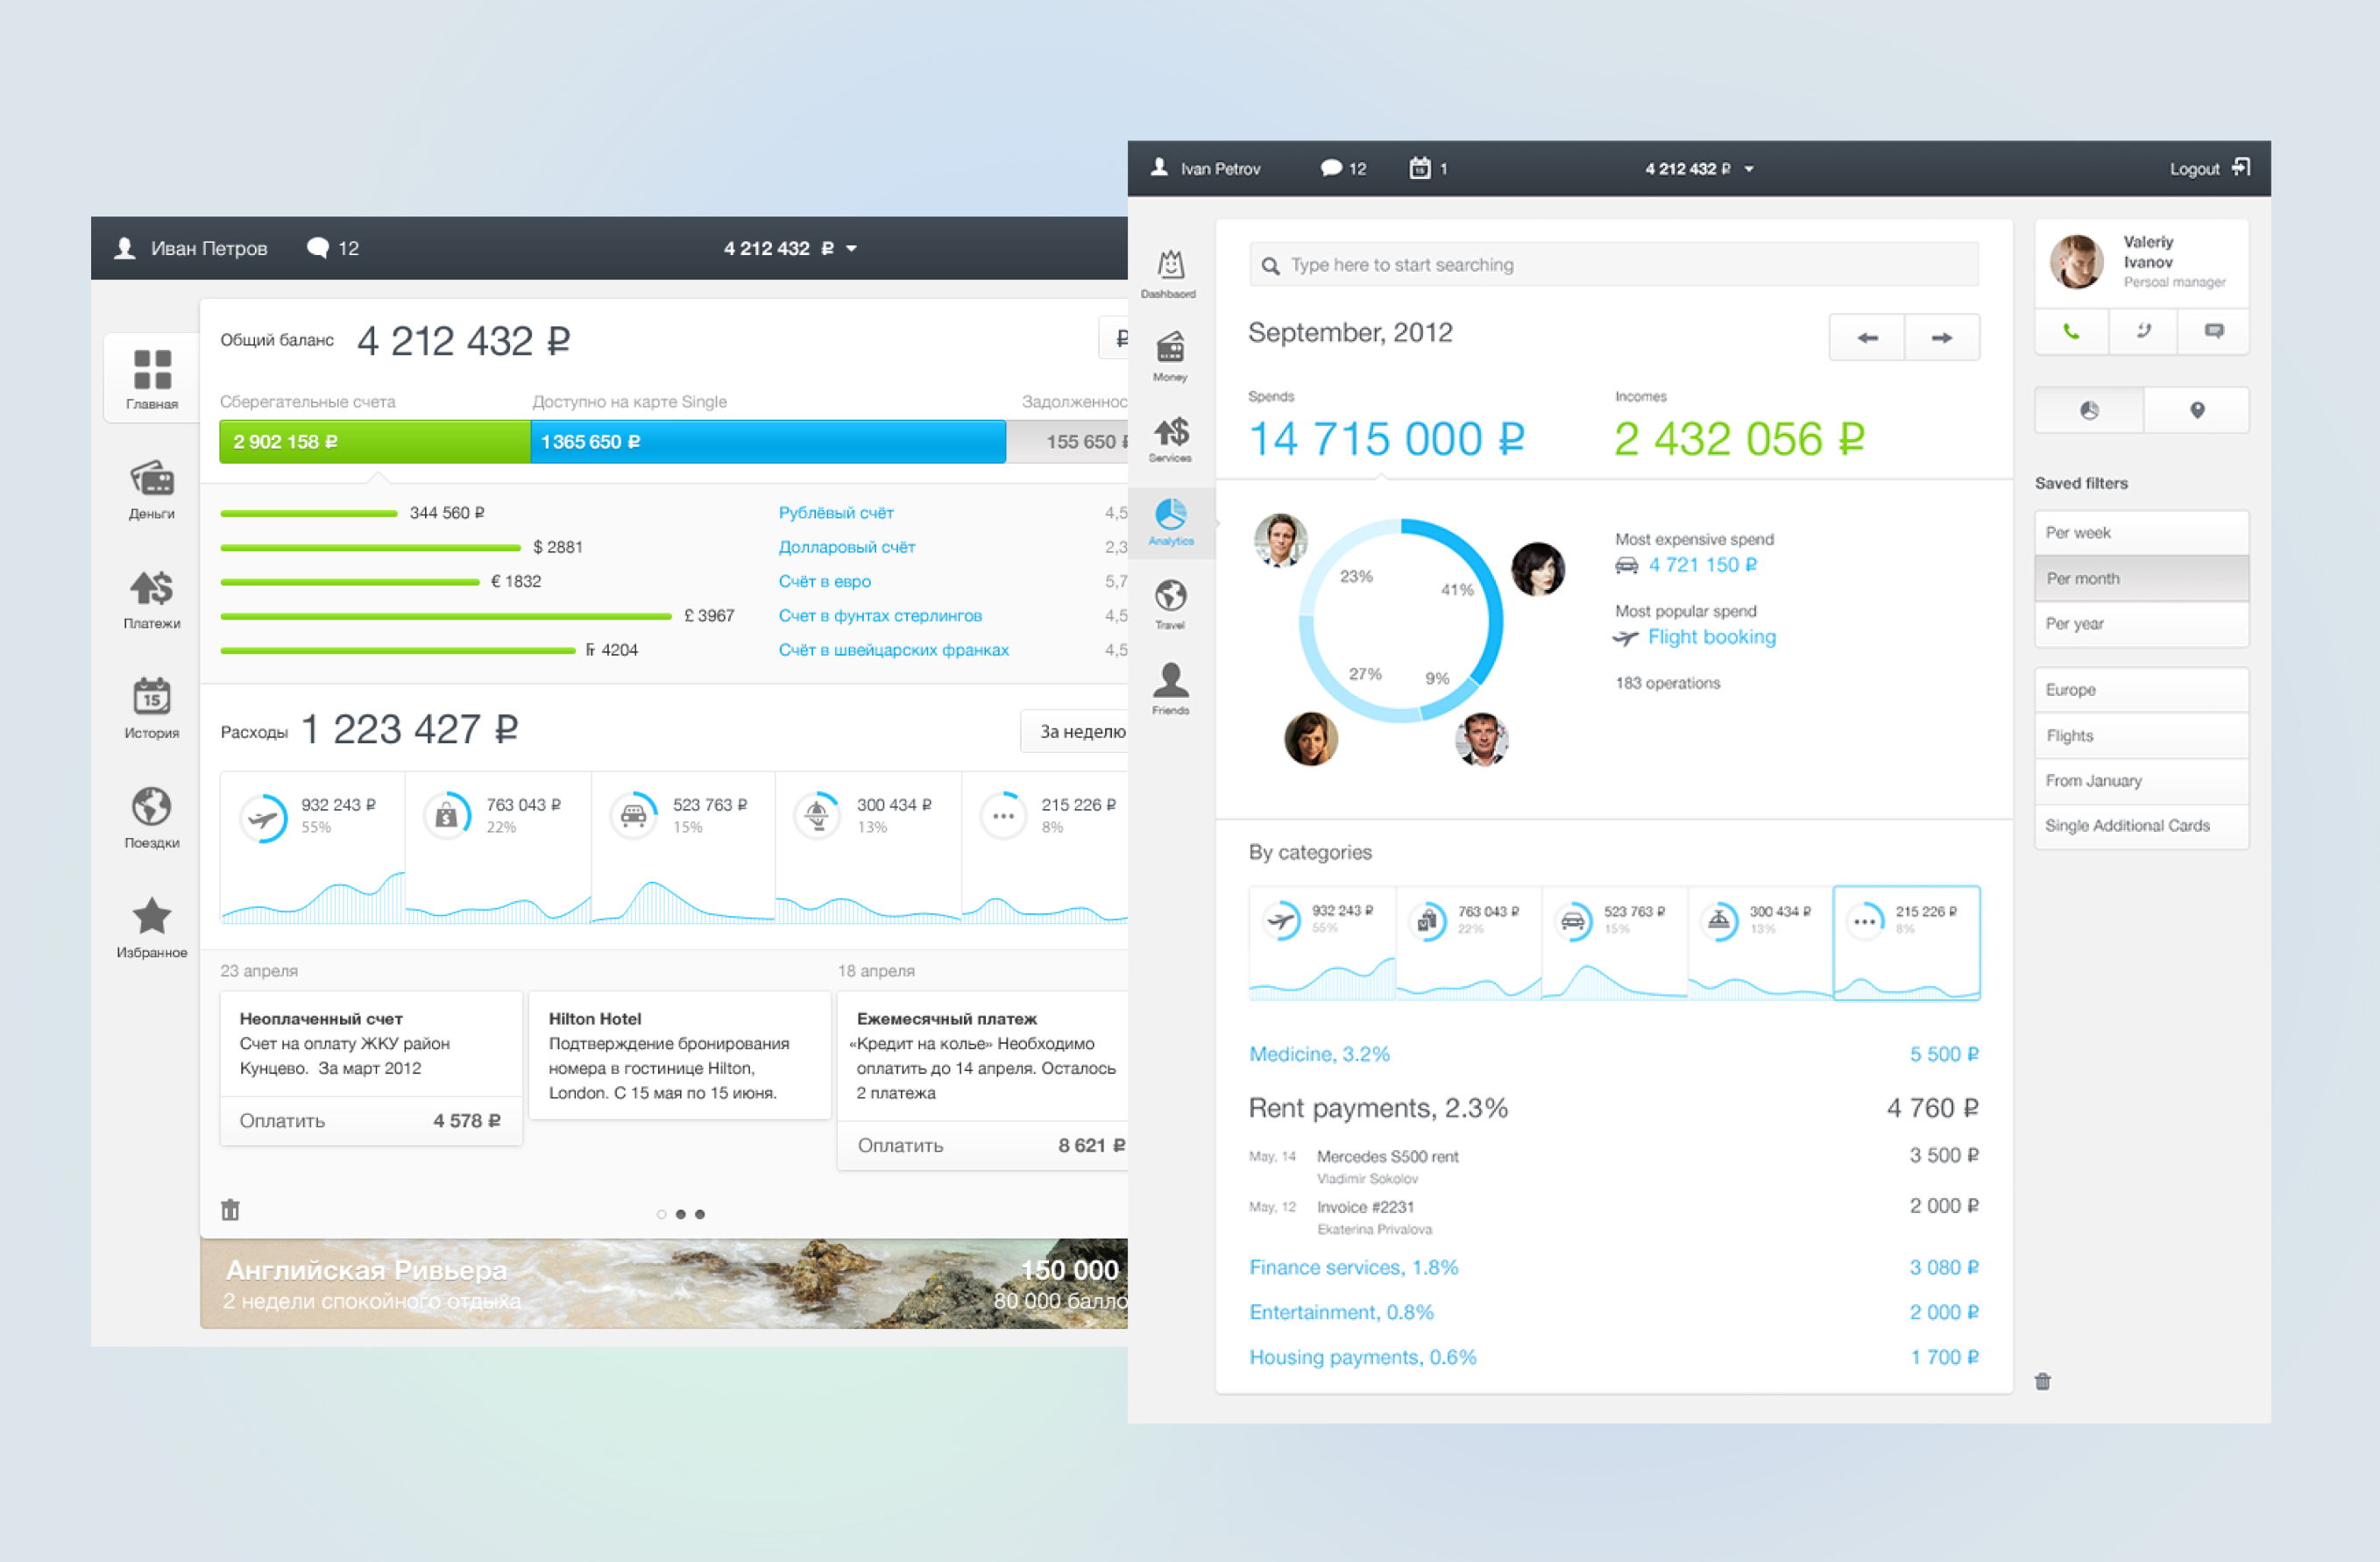 Иван Петров
12
4 212 432 ₽
Главная
Деньги
Платежи
15
История
Поездки
Избранное
Общий баланс 4 212 432 ₽
₽
Сберегательные счета
Доступно на карте Single
Задолженнос
2 902 158 ₽
1 365 650 ₽
155 650 ₽
344 560 ₽ Рублёвый счёт 4,5
$ 2881 Долларовый счёт 2,3
€ 1832 Счёт в евро 5,7
£ 3967 Счет в фунтах стерлингов 4,5
₣ 4204 Счёт в швейцарских франках 4,5
Расходы 1 223 427 ₽
За неделю
932 243 ₽
55%
763 043 ₽
22%
523 763 ₽
15%
300 434 ₽
13%
215 226 ₽
8%
23 апреля
Неоплаченный счет
Счет на оплату ЖКУ район
Кунцево. За март 2012
Оплатить 4 578 ₽
Hilton Hotel
Подтверждение бронирования
номера в гостинице Hilton,
London. С 15 мая по 15 июня.
18 апреля
Ежемесячный платеж
«Кредит на колье» Необходимо
оплатить до 14 апреля. Осталось
2 платежа
Оплатить 8 621 ₽
Английская Ривьера
2 недели спокойного отдыха
150 000
80 000 балло
Ivan Petrov
12
15
1
4 212 432 ₽
Logout
Dashbaord
Money
Services
Analytics
Travel
Friends
Type here to start searching
September, 2012
Spends
14 715 000 ₽
Incomes
2 432 056 ₽
23%
41%
27%
9%
Most expensive spend
4 721 150 ₽
Most popular spend
Flight booking
183 operations
By categories
932 243 ₽
55%
763 043 ₽
22%
523 763 ₽
15%
300 434 ₽
13%
215 226 ₽
8%
Medicine, 3.2% 5 500 ₽
Rent payments, 2.3% 4 760 ₽
May, 14 Mercedes S500 rent 3 500 ₽
Vladimir Sokolov
May, 12 Invoice #2231 2 000 ₽
Ekaterina Privalova
Finance services, 1.8% 3 080 ₽
Entertainment, 0.8% 2 000 ₽
Housing payments, 0.6% 1 700 ₽
Valeriy
Ivanov
Persoal manager
Saved filters
Per week
Per month
Per year
Europe
Flights
From January
Single Additional Cards